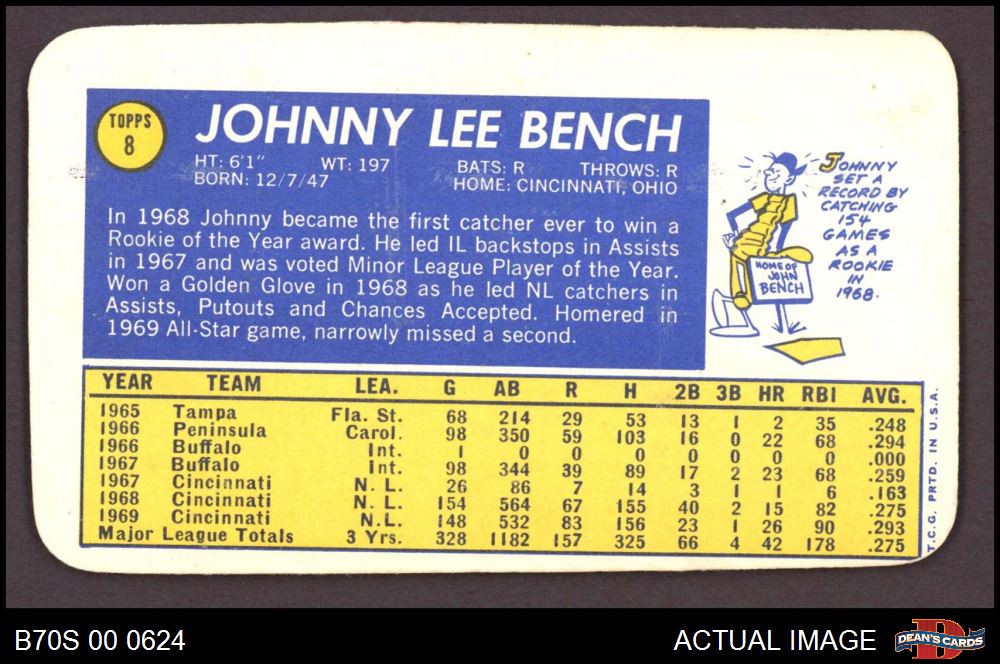 TOPPS
8
JOHNNY LEE BENCH
HT: 6'1" WT: 197 BATS: R THROWS: R
BORN: 12/7/47 HOME: CINCINNATI, OHIO
In 1968 Johnny became the first catcher ever to win a
Rookie of the Year award. He led IL backstops in Assists
in 1967 and was voted Minor League Player of the Year.
Won a Golden Glove in 1968 as he led NL catchers in
Assists, Putouts and Chances Accepted. Homered in
1969 All-Star game, narrowly missed a second.
JOHNNY
SET A
RECORD BY
CATCHING
154
GAMES
AS A
ROOKIE
IN
1968.
HOME OF
JOHN
BENCH
YEAR TEAM LEA. G AB R H 2B 3B HR RBI AVG.
1965 Tampa Fla. St. 68 214 29 53 13 1 2 35 .248
1966 Peninsula Carol. 98 350 59 103 16 0 22 68 .294
1966 Buffalo Int. 1 0 0 0 0 0 0 0 .000
1967 Buffalo Int. 98 344 39 89 17 2 23 68 .259
1967 Cincinnati N. L. 26 86 7 14 3 1 1 6 .163
1968 Cincinnati N. L. 154 564 67 155 40 2 15 82 .275
1969 Cincinnati N.L. 148 532 83 156 23 1 26 90 .293
Major League Totals 3 Yrs. 328 1182 157 325 66 4 42 178 .275
T.C.G. PRTD. IN U.S.A.
B70S 00 0624
ACTUAL IMAGE
D
DEAN'S CARDS